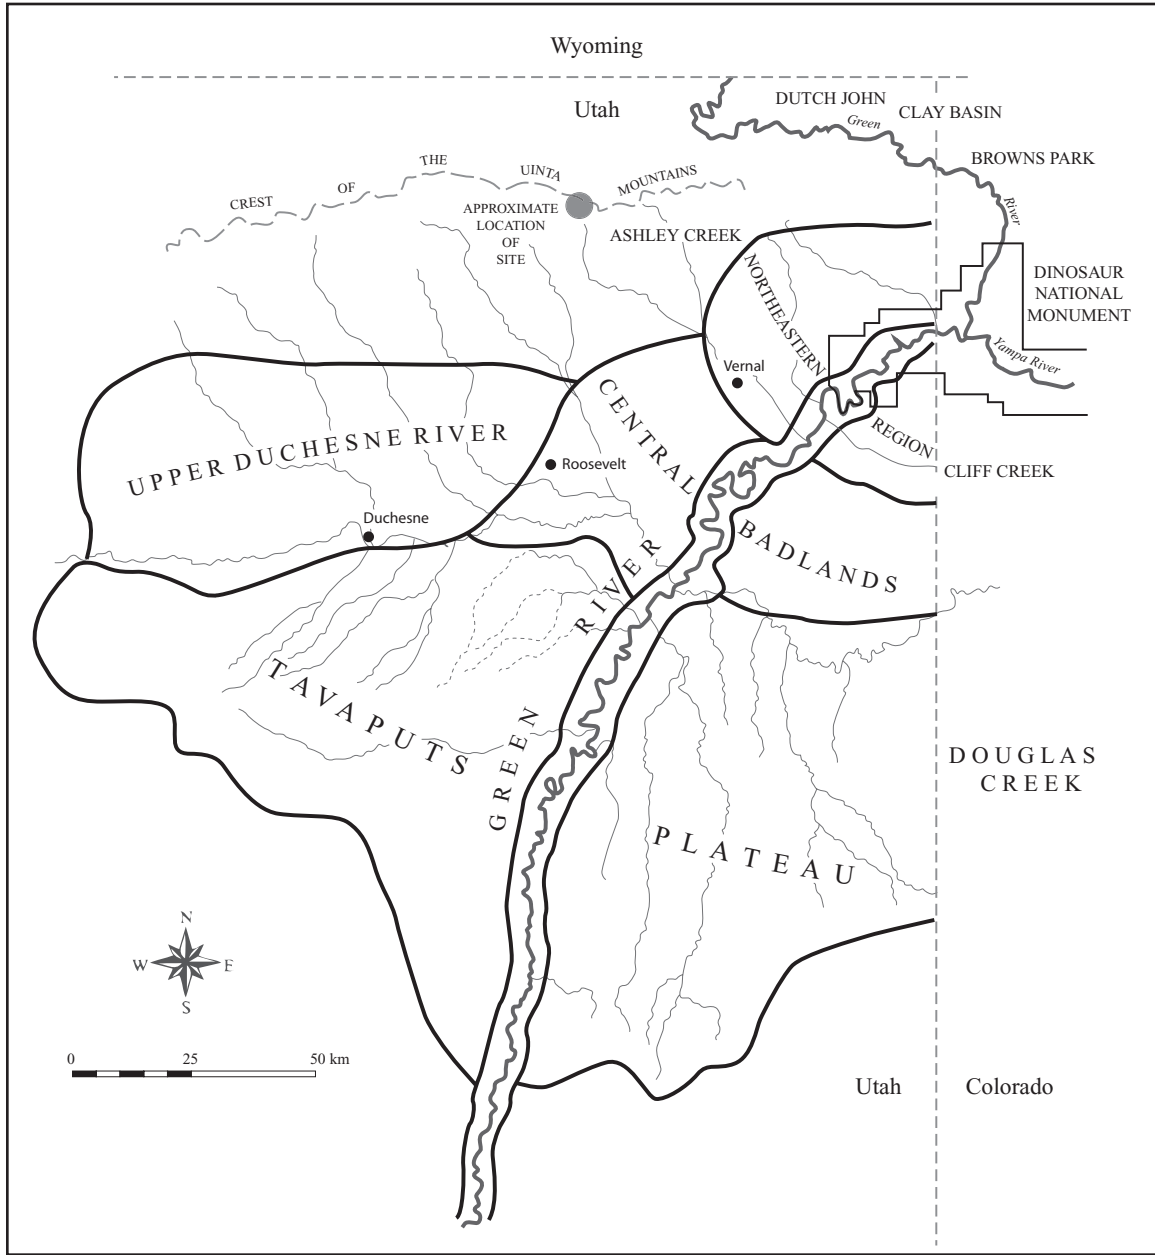 Wyoming
Utah
DUTCH JOHN
CLAY BASIN
Green
BROWNS PARK
River
CREST OF THE UINTA MOUNTAINS
APPROXIMATE
LOCATION
OF
SITE
ASHLEY CREEK
DINOSAUR
NATIONAL
MONUMENT
Yampa River
NORTHEASTERN
REGION
Vernal
CENTRAL
BADLANDS
UPPER DUCHESNE RIVER
Roosevelt
Duchesne
CLIFF CREEK
GREEN RIVER
TAVAPUTS
PLATEAU
DOUGLAS
CREEK
N
W
E
S
0 25 50 km
Utah
Colorado